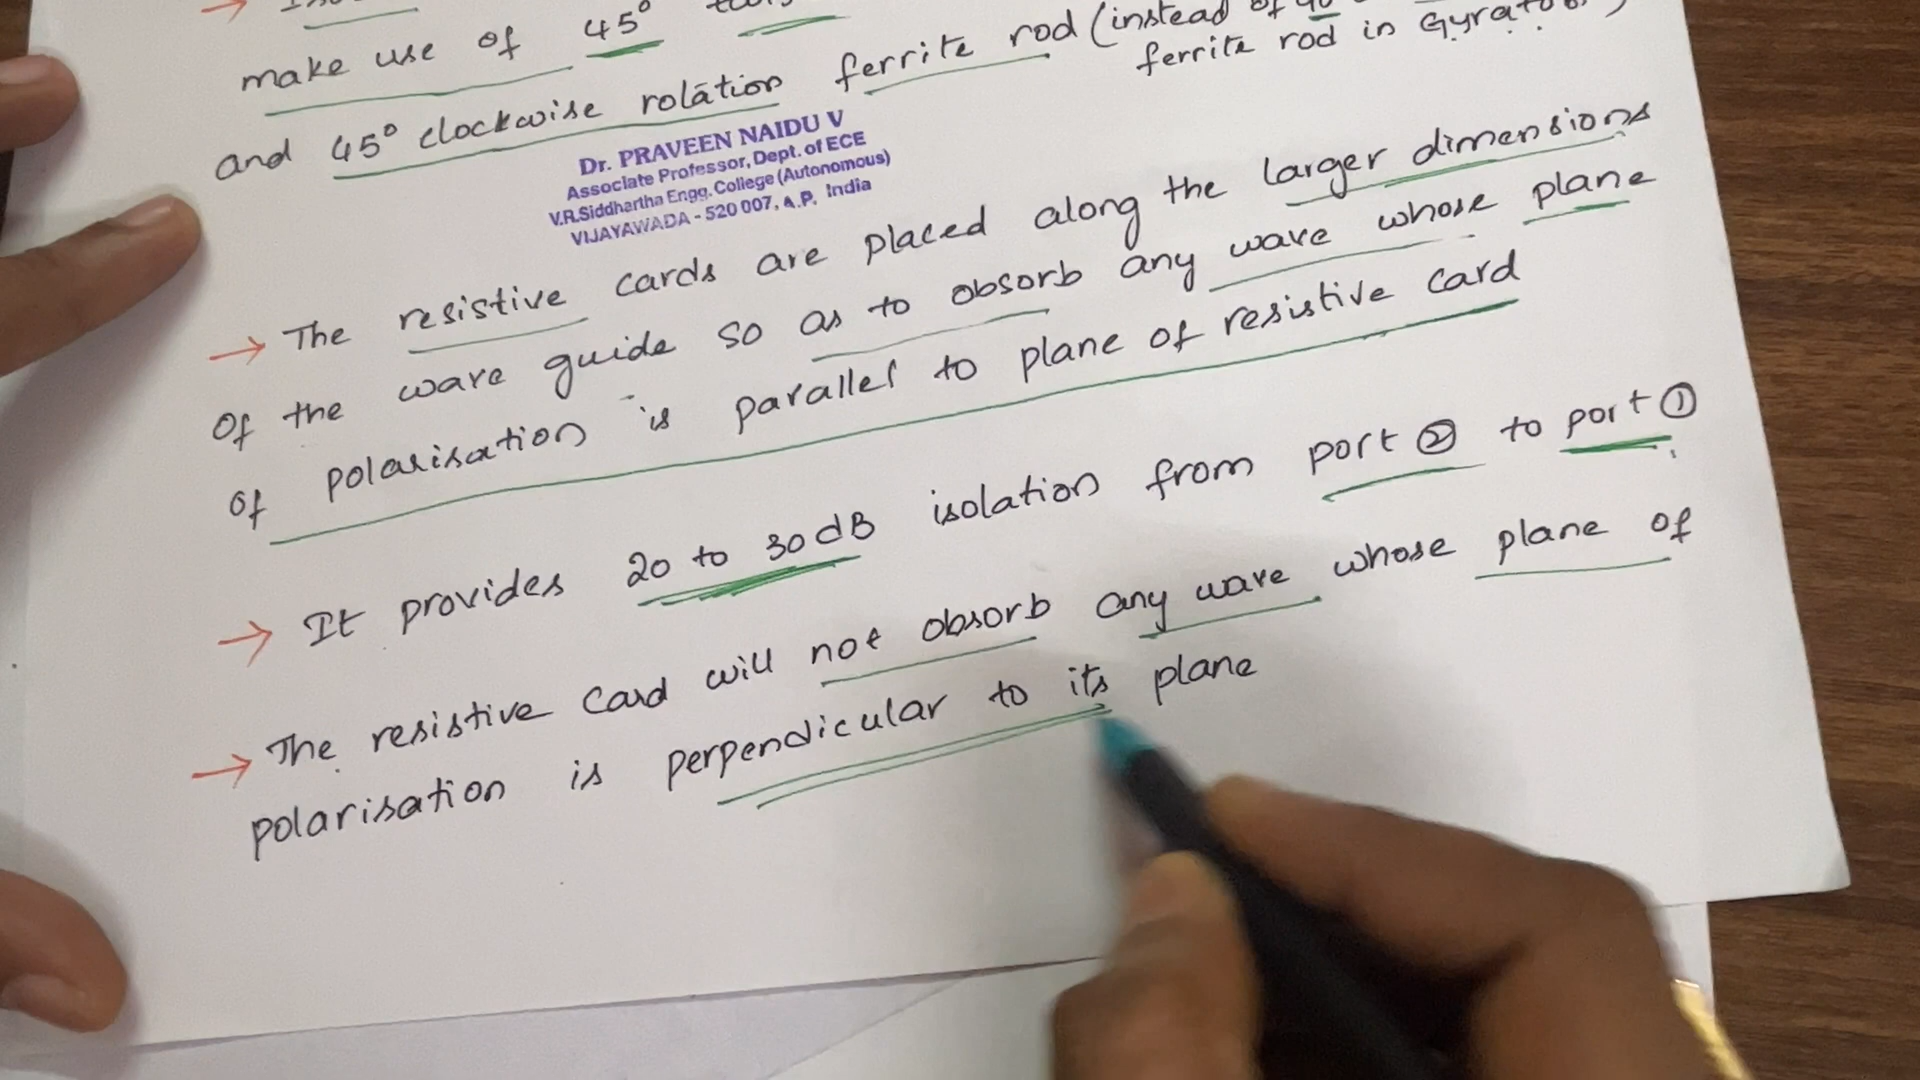 make use of 45°
and 45° clockwise rotation ferrite rod (instead of
ferrite rod in Gyrator)
Dr. PRAVEEN NAIDU V
Associate Professor, Dept. of ECE
V.R.Siddhartha Engg. College (Autonomous)
VIJAYAWADA - 520 007, A.P. India
→ The resistive cards are placed along the larger dimensions
of the wave guide so as to absorb any wave whose plane
of polarisation is parallel to plane of resistive card
→ It provides 20 to 30dB isolation from port ② to port ①
→ The resistive card will not absorb any wave whose plane of
polarisation is perpendicular to its plane